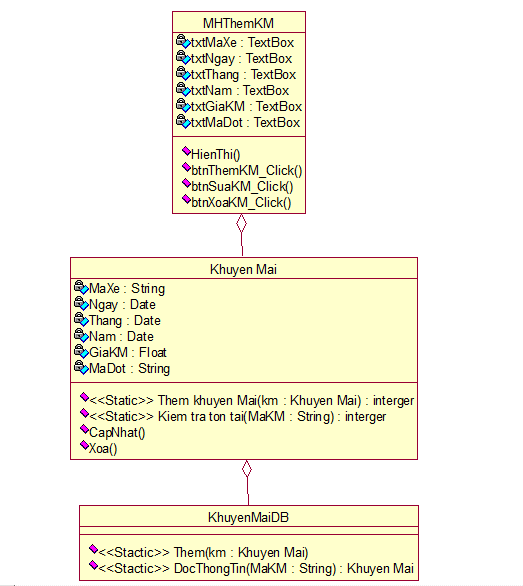 MHThemKM
txtMaXe : TextBox
txtNgay : TextBox
txtThang : TextBox
txtNam : TextBox
txtGiaKM : TextBox
txtMaDot : TextBox
HienThi()
btnThemKM_Click()
btnSuaKM_Click()
btnXoaKM_Click()
Khuyen Mai
MaXe : String
Ngay : Date
Thang : Date
Nam : Date
GiaKM : Float
MaDot : String
<<Static>> Them khuyen Mai(km : Khuyen Mai) : interger
<<Static>> Kiem tra ton tai(MaKM : String) : interger
CapNhat()
Xoa()
KhuyenMaiDB
<<Stactic>> Them(km : Khuyen Mai)
<<Stactic>> DocThongTin(MaKM : String) : Khuyen Mai